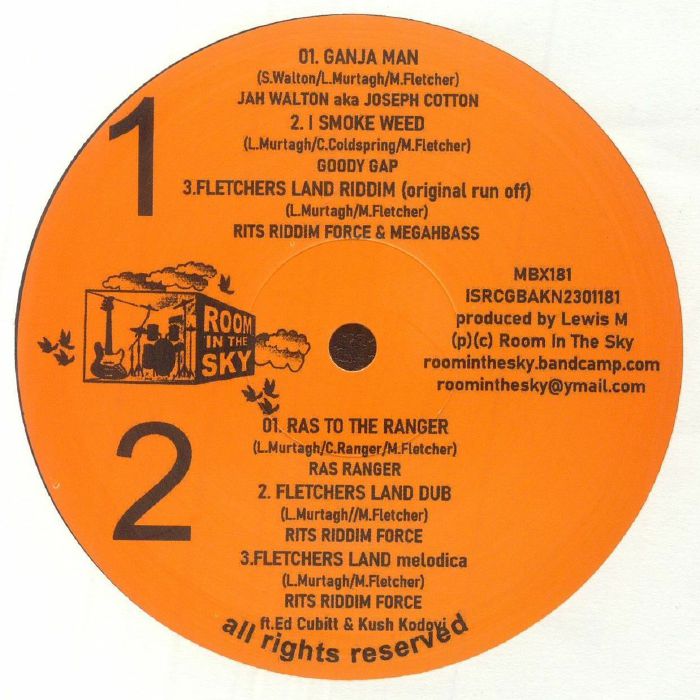 1
01. GANJA MAN
(S.Walton/L.Murtagh/M.Fletcher)
JAH WALTON aka JOSEPH COTTON
2. I SMOKE WEED
(L.Murtagh/C.Coldspring/M.Fletcher)
GOODY GAP
3.FLETCHERS LAND RIDDIM (original run off)
(L.Murtagh/M.Fletcher)
RITS RIDDIM FORCE & MEGAHBASS
ROOM
IN THE
SKY
MBX181
ISRCGBAKN2301181
produced by Lewis M
(p)(c) Room In The Sky
roominthesky.bandcamp.com
roominthesky@ymail.com
2
01. RAS TO THE RANGER
(L.Murtagh/C.Ranger/M.Fletcher)
RAS RANGER
2. FLETCHERS LAND DUB
(L.Murtagh//M.Fletcher)
RITS RIDDIM FORCE
3.FLETCHERS LAND melodica
(L.Murtagh/M.Fletcher)
RITS RIDDIM FORCE
ft.Ed Cubitt & Kush Kodovi
all rights reserved